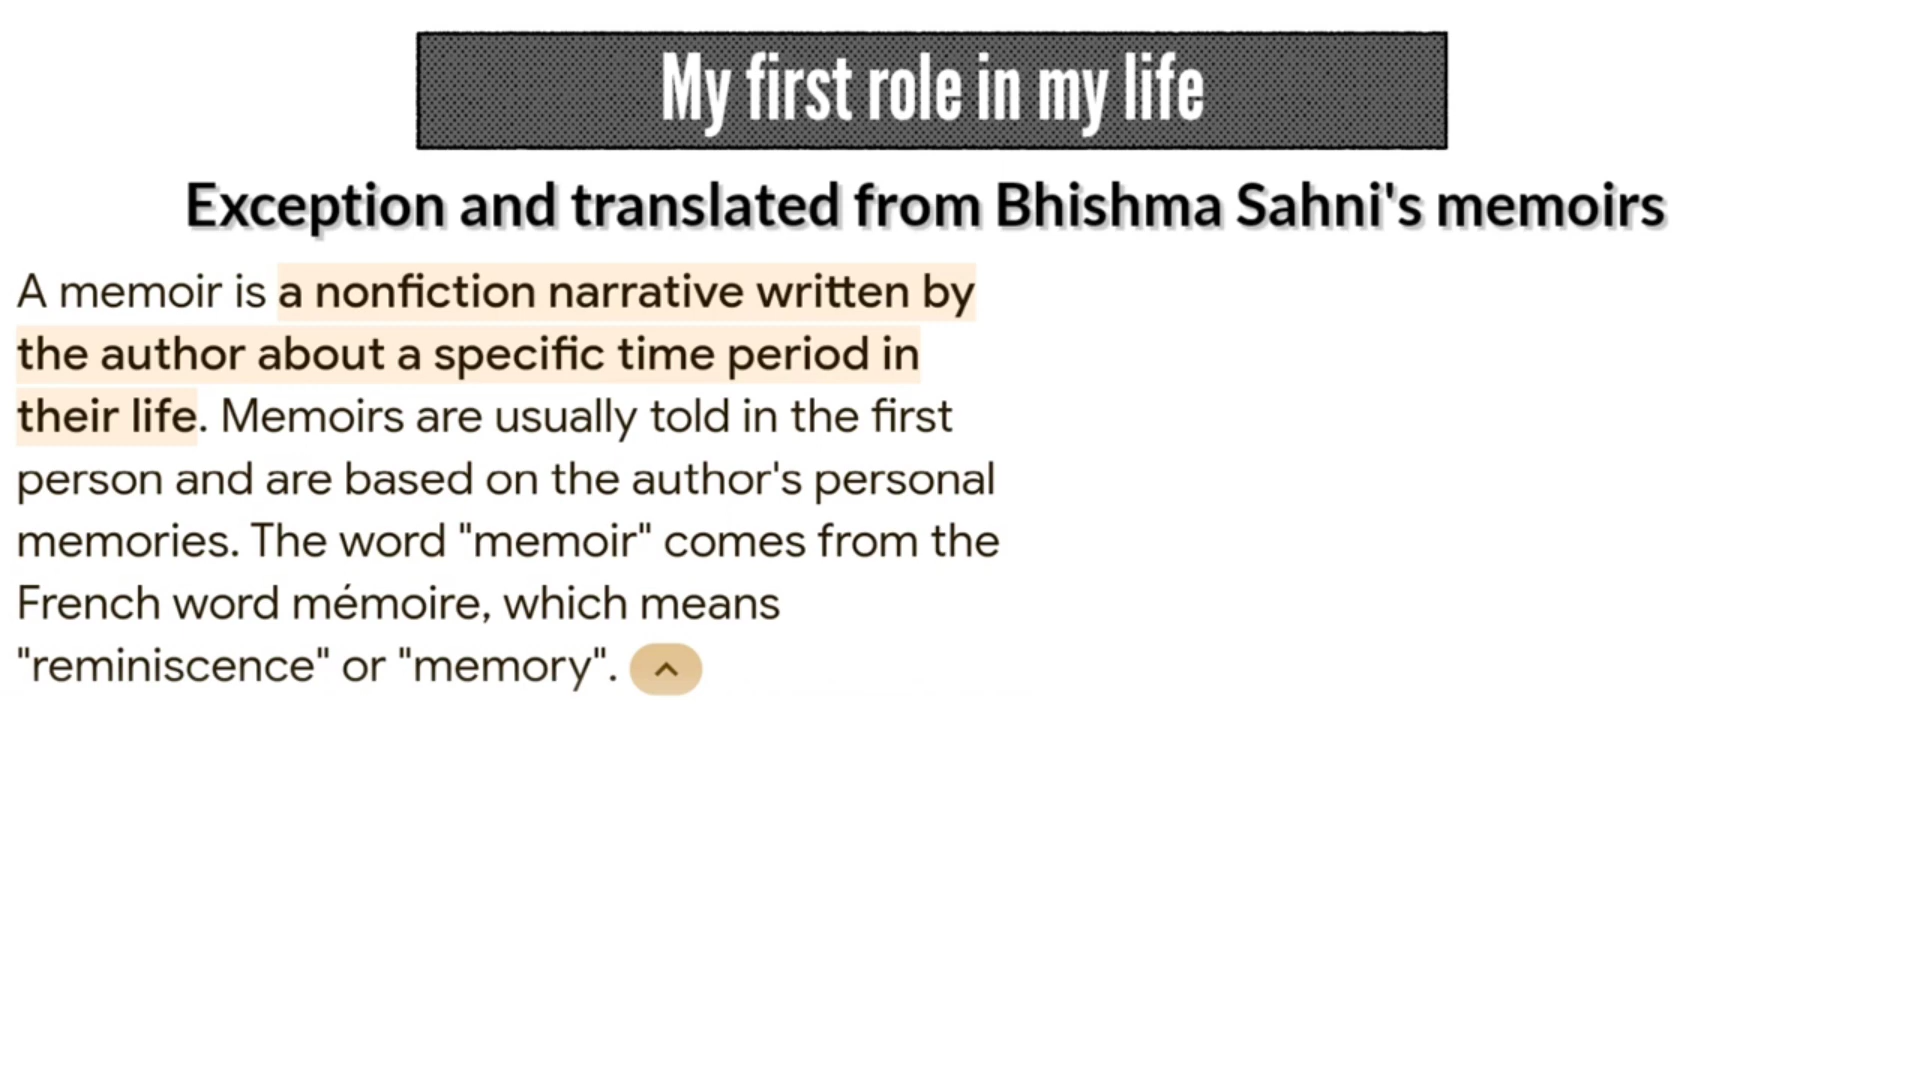 My first role in my life
Exception and translated from Bhishma Sahni's memoirs
A memoir is a nonfiction narrative written by
the author about a specific time period in
their life. Memoirs are usually told in the first
person and are based on the author's personal
memories. The word "memoir" comes from the
French word mémoire, which means
"reminiscence" or "memory".